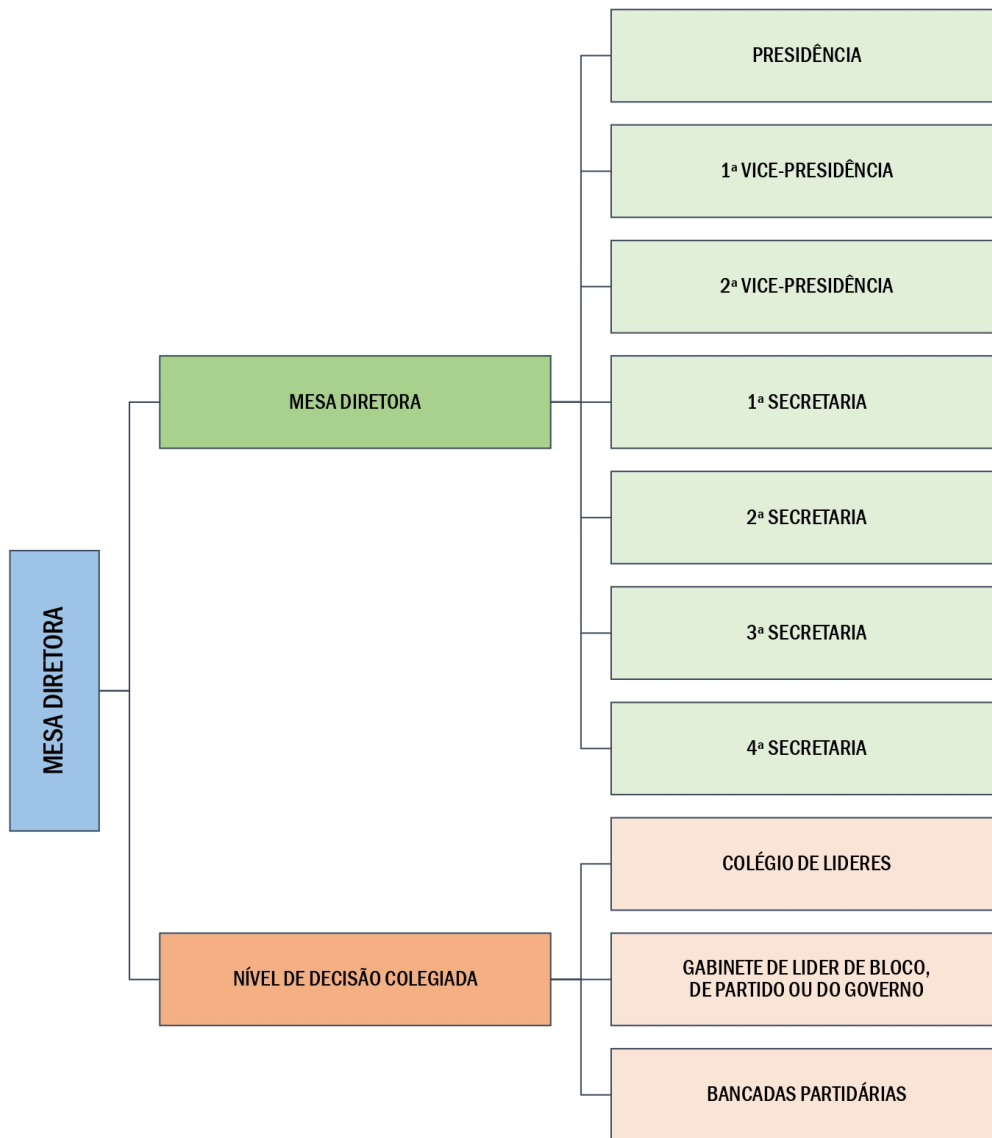 MESA DIRETORA
MESA DIRETORA
PRESIDÊNCIA
1ª VICE-PRESIDÊNCIA
2ª VICE-PRESIDÊNCIA
1ª SECRETARIA
2ª SECRETARIA
3ª SECRETARIA
4ª SECRETARIA
NÍVEL DE DECISÃO COLEGIADA
COLÉGIO DE LIDERES
GABINETE DE LIDER DE BLOCO,
DE PARTIDO OU DO GOVERNO
BANCADAS PARTIDÁRIAS